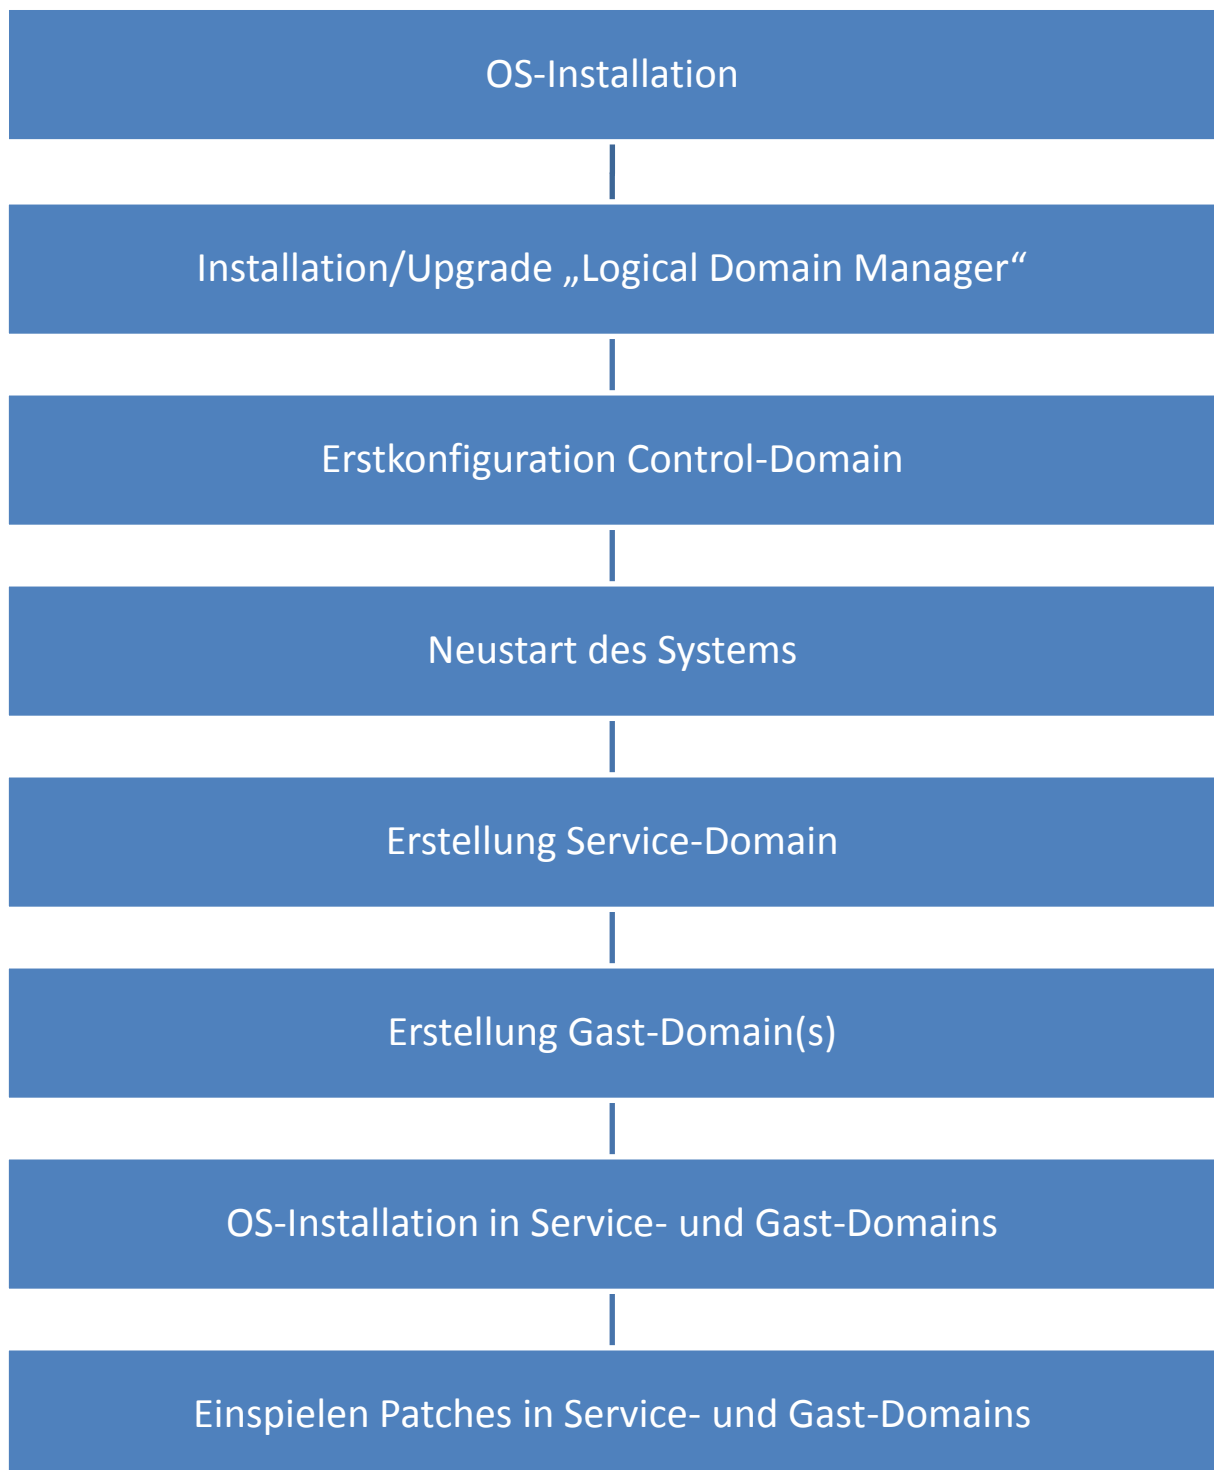 OS-Installation
Installation/Upgrade „Logical Domain Manager“
Erstkonfiguration Control-Domain
Neustart des Systems
Erstellung Service-Domain
Erstellung Gast-Domain(s)
OS-Installation in Service- und Gast-Domains
Einspielen Patches in Service- und Gast-Domains